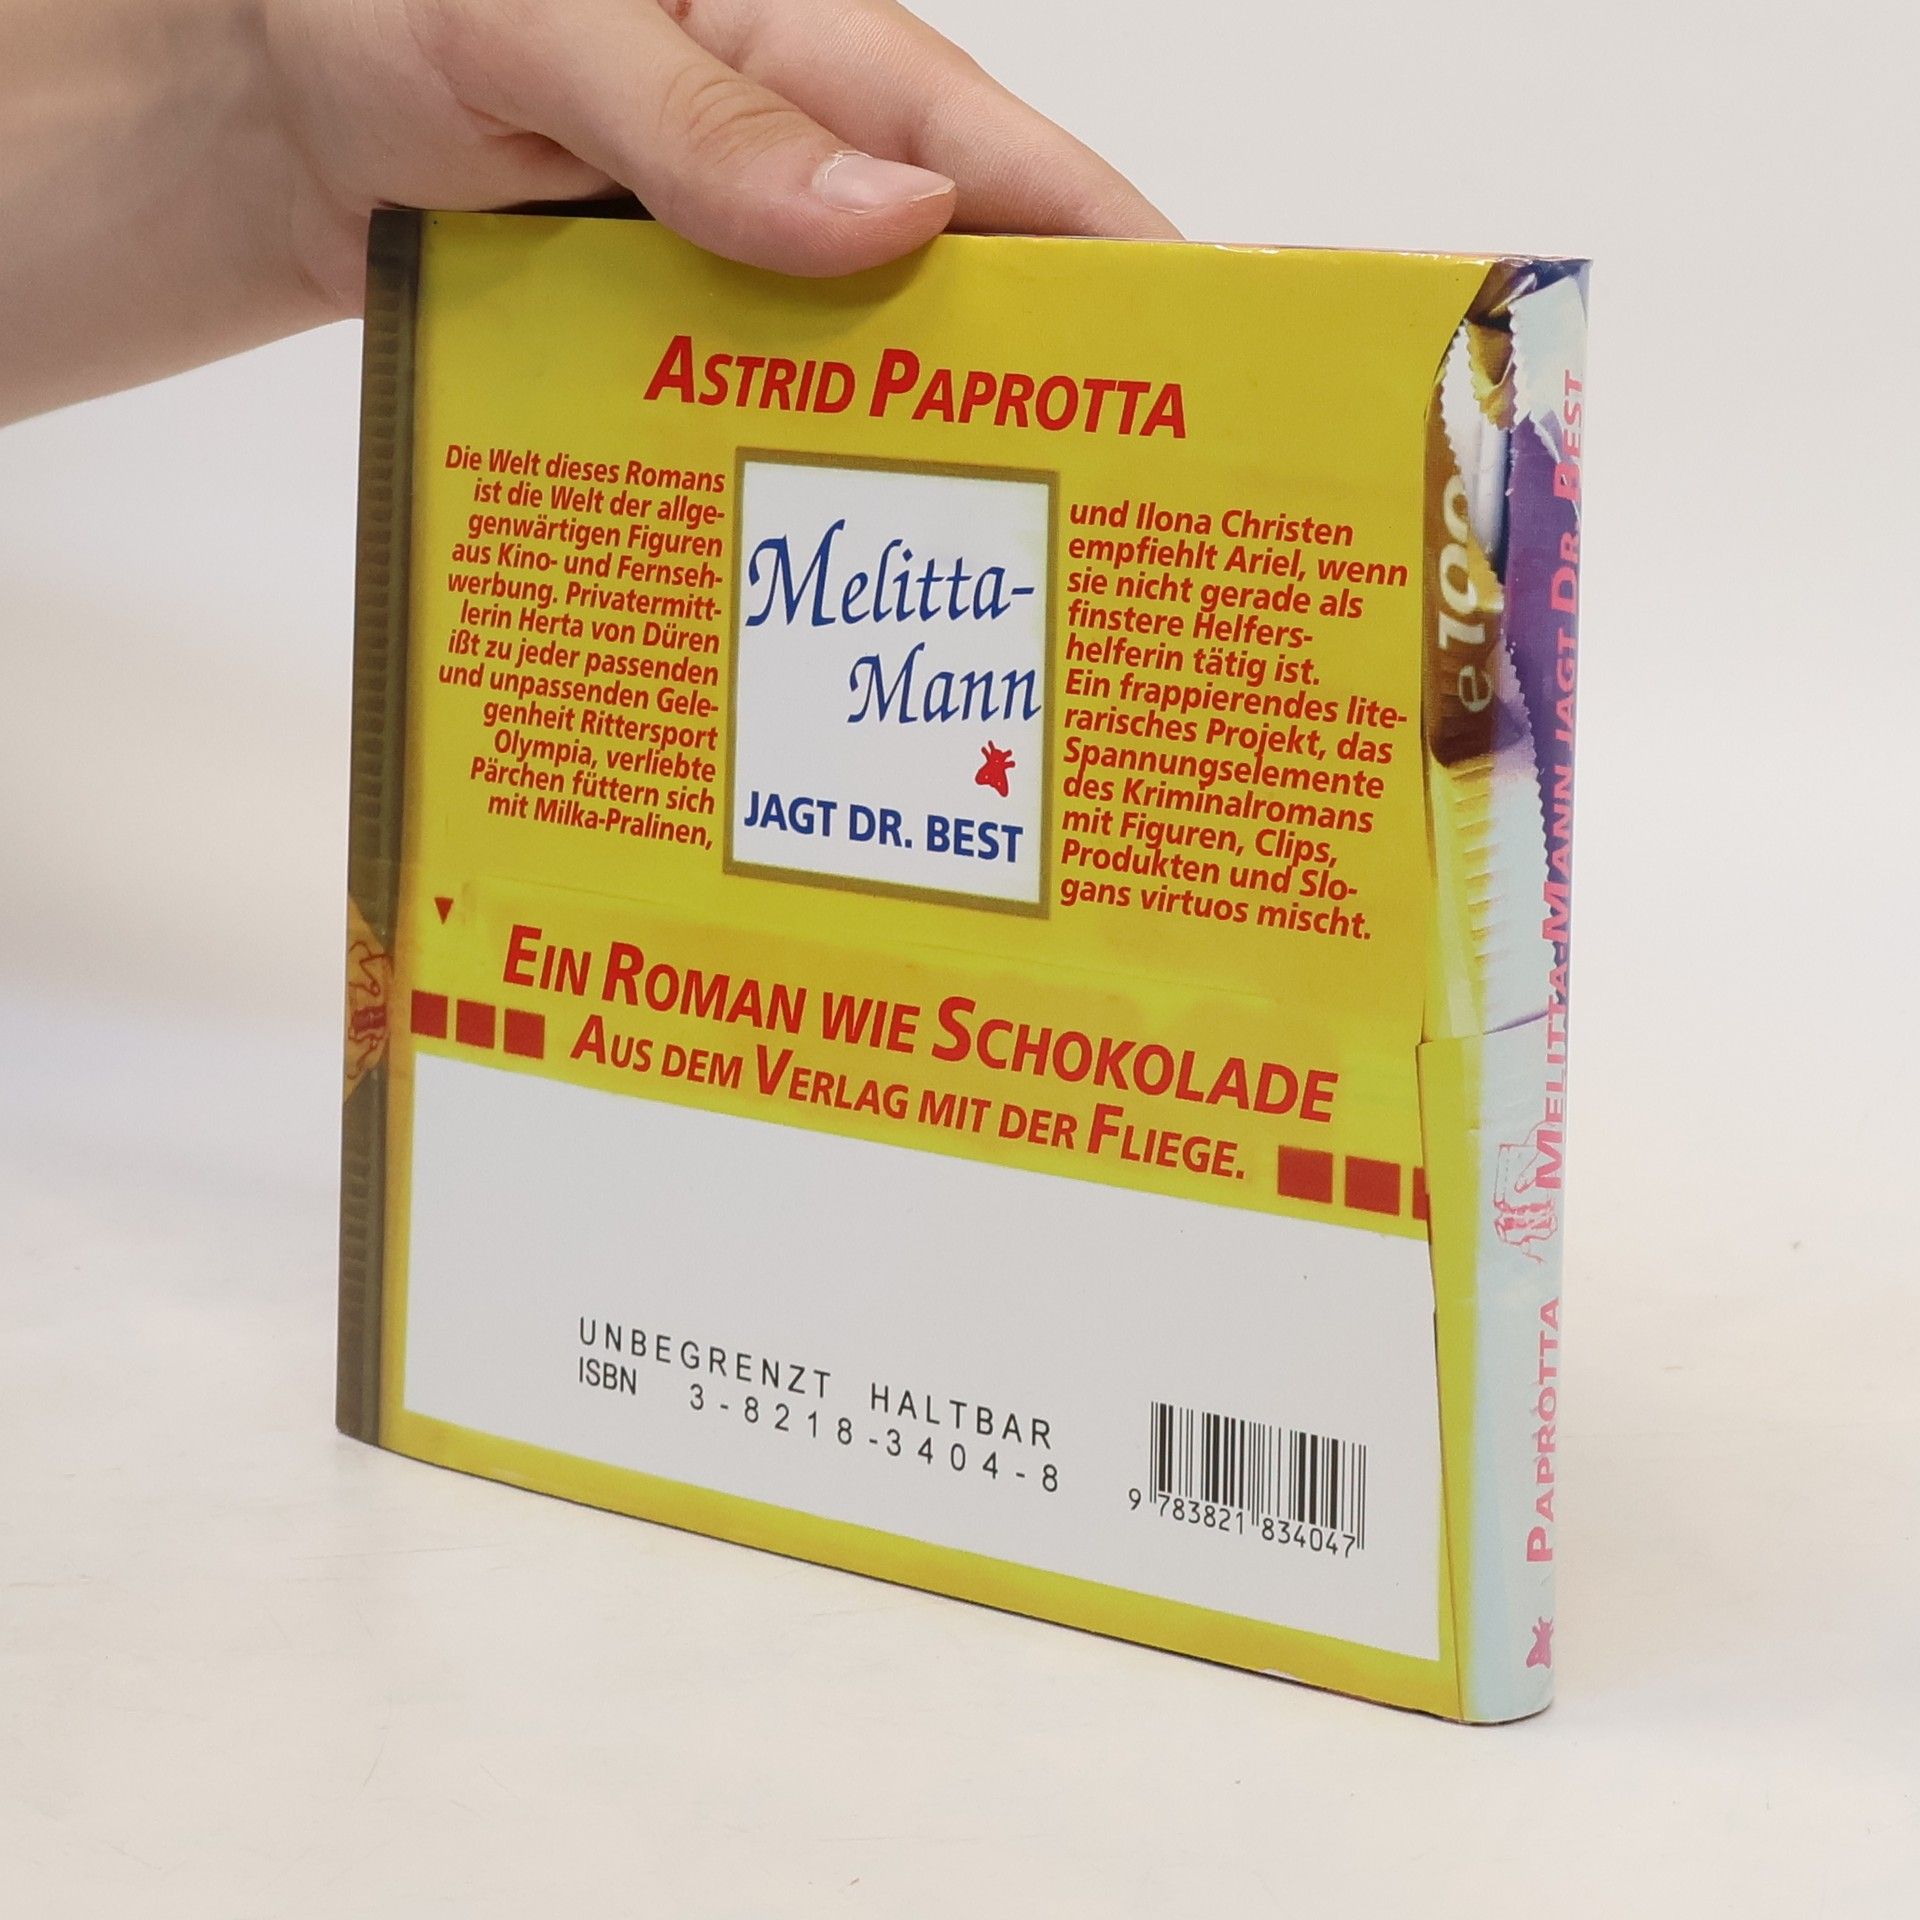 ASTRID PAPROTTA
Die Welt dieses Romans
ist die Welt der allge-
genwärtigen Figuren
aus Kino- und Fernseh-
werbung. Privatermitt-
lerin Herta von Düren
ißt zu jeder passenden
und unpassenden Gele-
genheit Rittersport
Olympia, verliebte
Pärchen füttern sich
mit Milka-Pralinen,
Melitta-
Mann
JAGT DR. BEST
und Ilona Christen
empfiehlt Ariel, wenn
sie nicht gerade als
finstere Helfers-
helferin tätig ist.
Ein frappierendes lite-
rarisches Projekt, das
Spannungselemente
des Kriminalromans
mit Figuren, Clips,
Produkten und Slo-
gans virtuos mischt.
EIN ROMAN WIE SCHOKOLADE
AUS DEM VERLAG MIT DER FLIEGE.
UNBEGRENZT HALTBAR
ISBN 3-8218-3404-8
9 783821 834047
e 100
PAPROTTA MELITTA-MANN JAGT DR. BEST